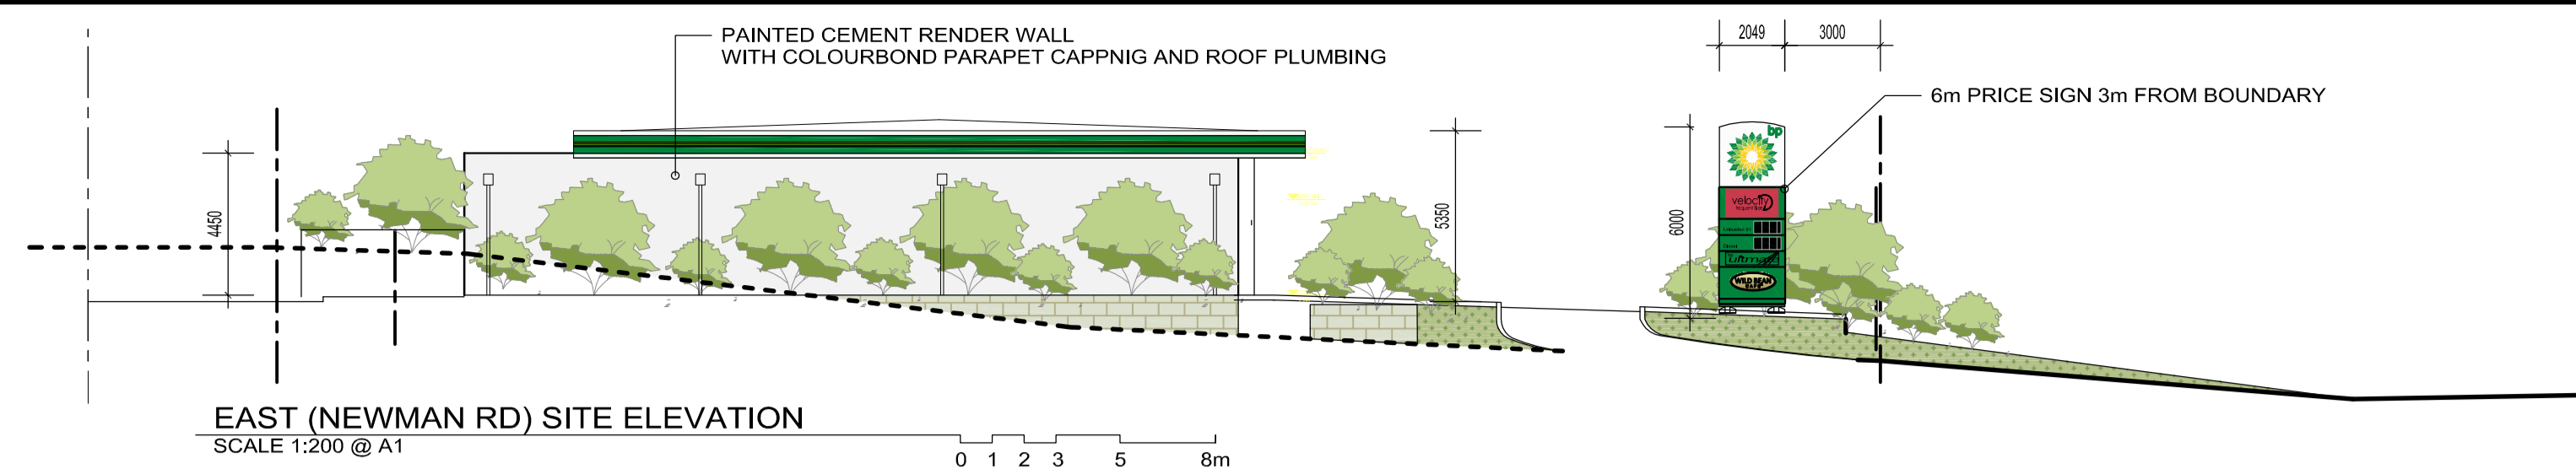 PAINTED CEMENT RENDER WALL
WITH COLOURBOND PARAPET CAPPNIG AND ROOF PLUMBING
2049
3000
6m PRICE SIGN 3m FROM BOUNDARY
bp
4450
5350
6000
velocity
ultimate
WILD BEAN
CAFE
EAST (NEWMAN RD) SITE ELEVATION
SCALE 1:200 @ A1
0 1 2 3 5 8m